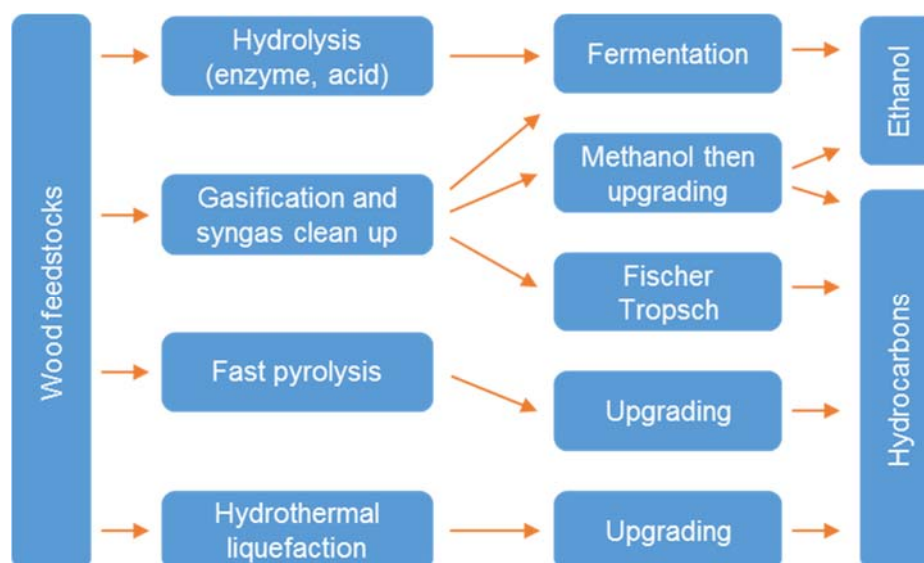 Wood feedstocks
Hydrolysis
(enzyme, acid)
Gasification and
syngas clean up
Fast pyrolysis
Hydrothermal
liquefaction
Fermentation
Methanol then
upgrading
Fischer
Tropsch
Upgrading
Upgrading
Ethanol
Hydrocarbons